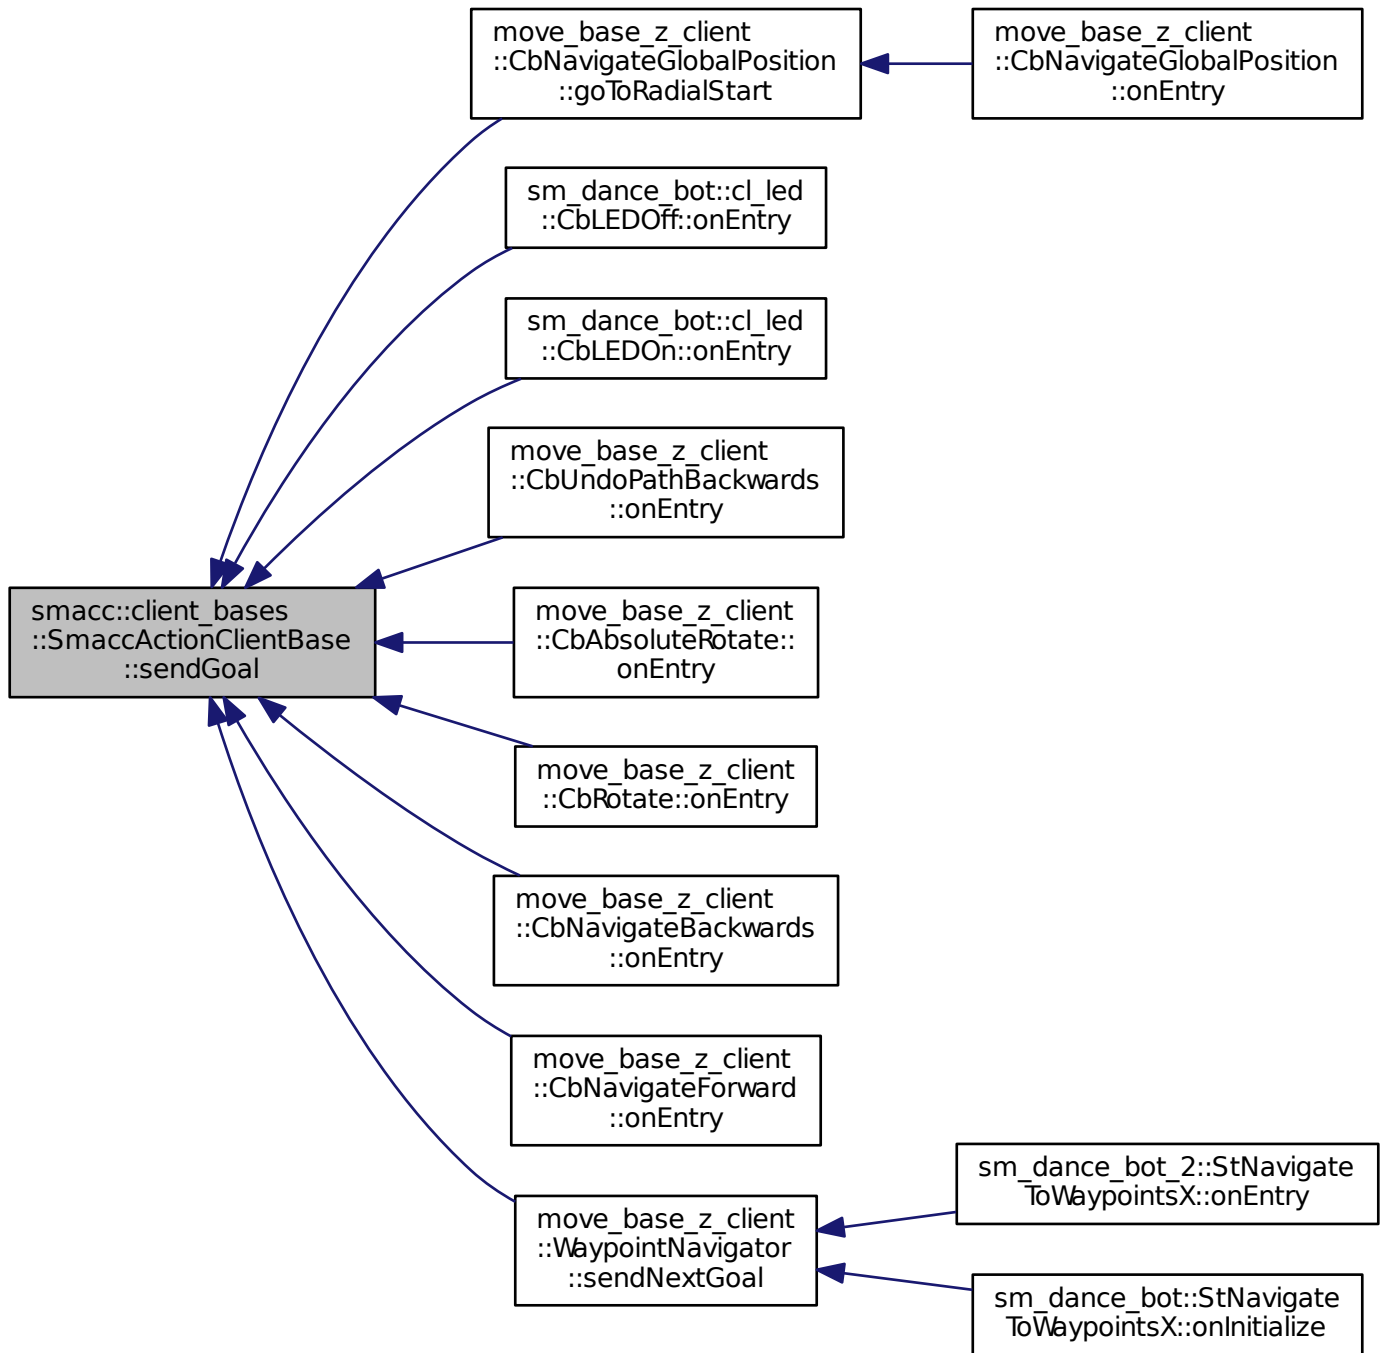 move_base_z_client
::CbNavigateGlobalPosition
::goToRadialStart
move_base_z_client
::CbNavigateGlobalPosition
::onEntry
sm_dance_bot::cl_led
::CbLEDOff::onEntry
sm_dance_bot::cl_led
::CbLEDOn::onEntry
move_base_z_client
::CbUndoPathBackwards
::onEntry
smacc::client_bases
::SmaccActionClientBase
::sendGoal
move_base_z_client
::CbAbsoluteRotate::
onEntry
move_base_z_client
::CbRotate::onEntry
move_base_z_client
::CbNavigateBackwards
::onEntry
move_base_z_client
::CbNavigateForward
::onEntry
move_base_z_client
::WaypointNavigator
::sendNextGoal
sm_dance_bot_2::StNavigate
ToWaypointsX::onEntry
sm_dance_bot::StNavigate
ToWaypointsX::onInitialize